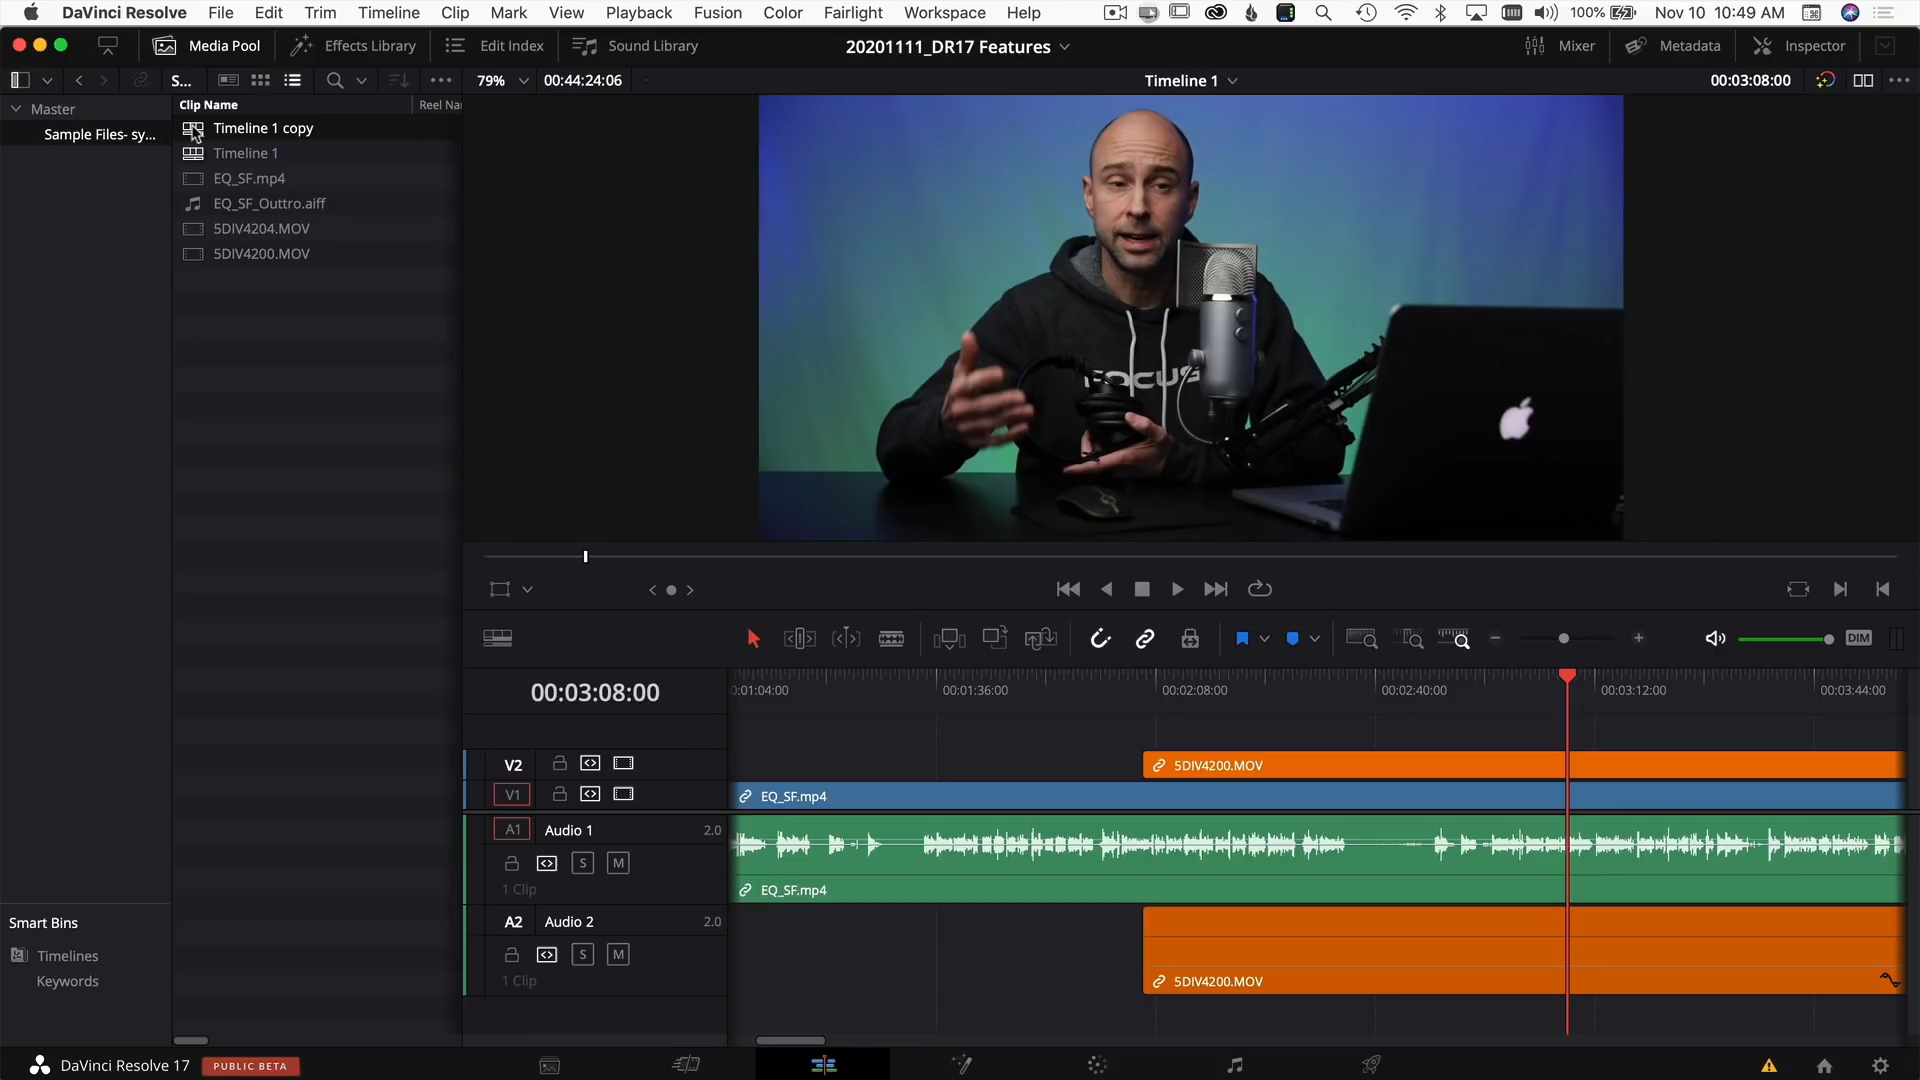 DaVinci Resolve File Edit Trim Timeline Clip Mark View Playback Fusion Color Fairlight Workspace Help 100% Nov 10 10:49 AM
Media Pool Effects Library Edit Index Sound Library 20201111_DR17 Features Mixer Metadata Inspector
S... 79% 00:44:24:06 Timeline 1 00:03:08:00
Master Clip Name Reel Nar
Sample Files- sy... Timeline 1 copy
Timeline 1
EQ_SF.mp4
EQ_SF_Outtro.aiff
5DIV4204.MOV
5DIV4200.MOV
FOCUS
DIM
00:03:08:00 0:01:04:00 00:01:36:00 00:02:08:00 00:02:40:00 00:03:12:00 00:03:44:00
V2 5DIV4200.MOV
V1 EQ_SF.mp4
A1 Audio 1 2.0
S M
1 Clip EQ_SF.mp4
A2 Audio 2 2.0
S M
1 Clip 5DIV4200.MOV
Smart Bins
Timelines
Keywords
DaVinci Resolve 17 PUBLIC BETA